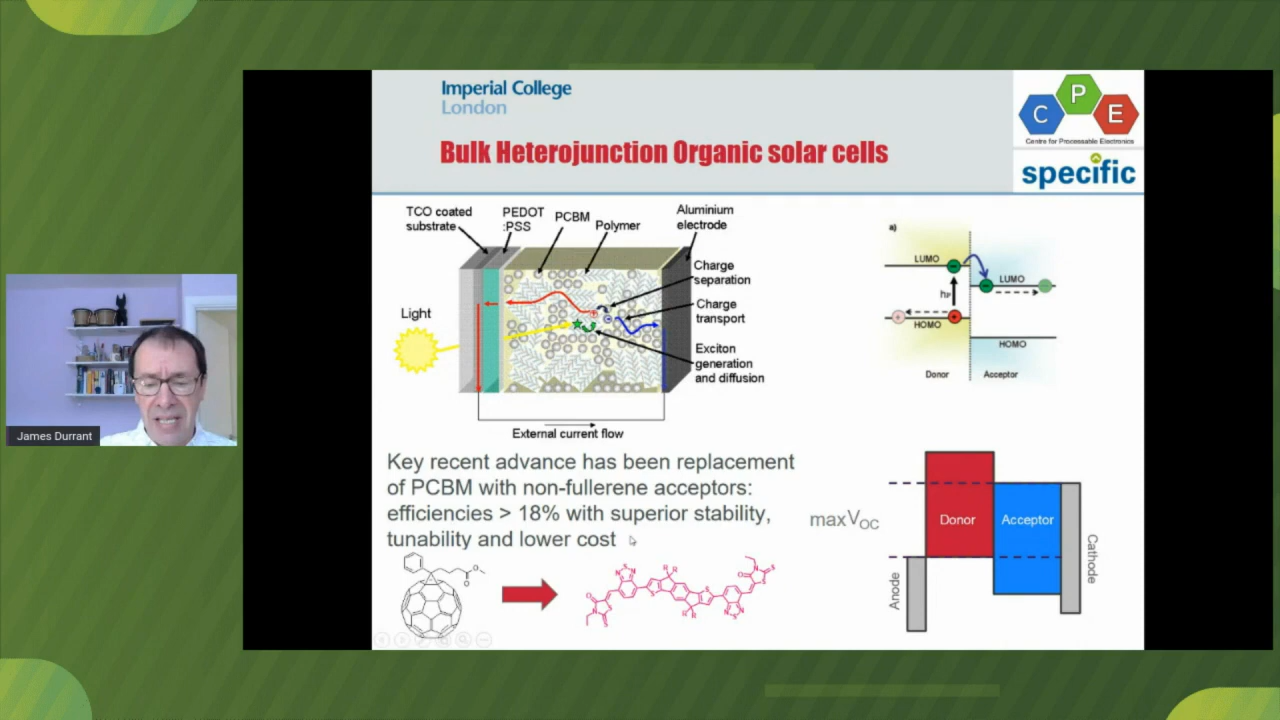 Imperial College
London
C P E
Centre for Processable Electronics
Bulk Heterojunction Organic solar cells
specific
TCO coated
substrate
PEDOT
:PSS
PCBM
Polymer
Aluminium
electrode
Charge
separation
Charge
transport
Exciton
generation
and diffusion
Light
External current flow
a)
LUMO
LUMO
hν
HOMO
HOMO
Donor
Acceptor
James Durrant
Key recent advance has been replacement
of PCBM with non-fullerene acceptors:
efficiencies > 18% with superior stability,
tunability and lower cost
maxVOC
Donor
Acceptor
Anode
Cathode